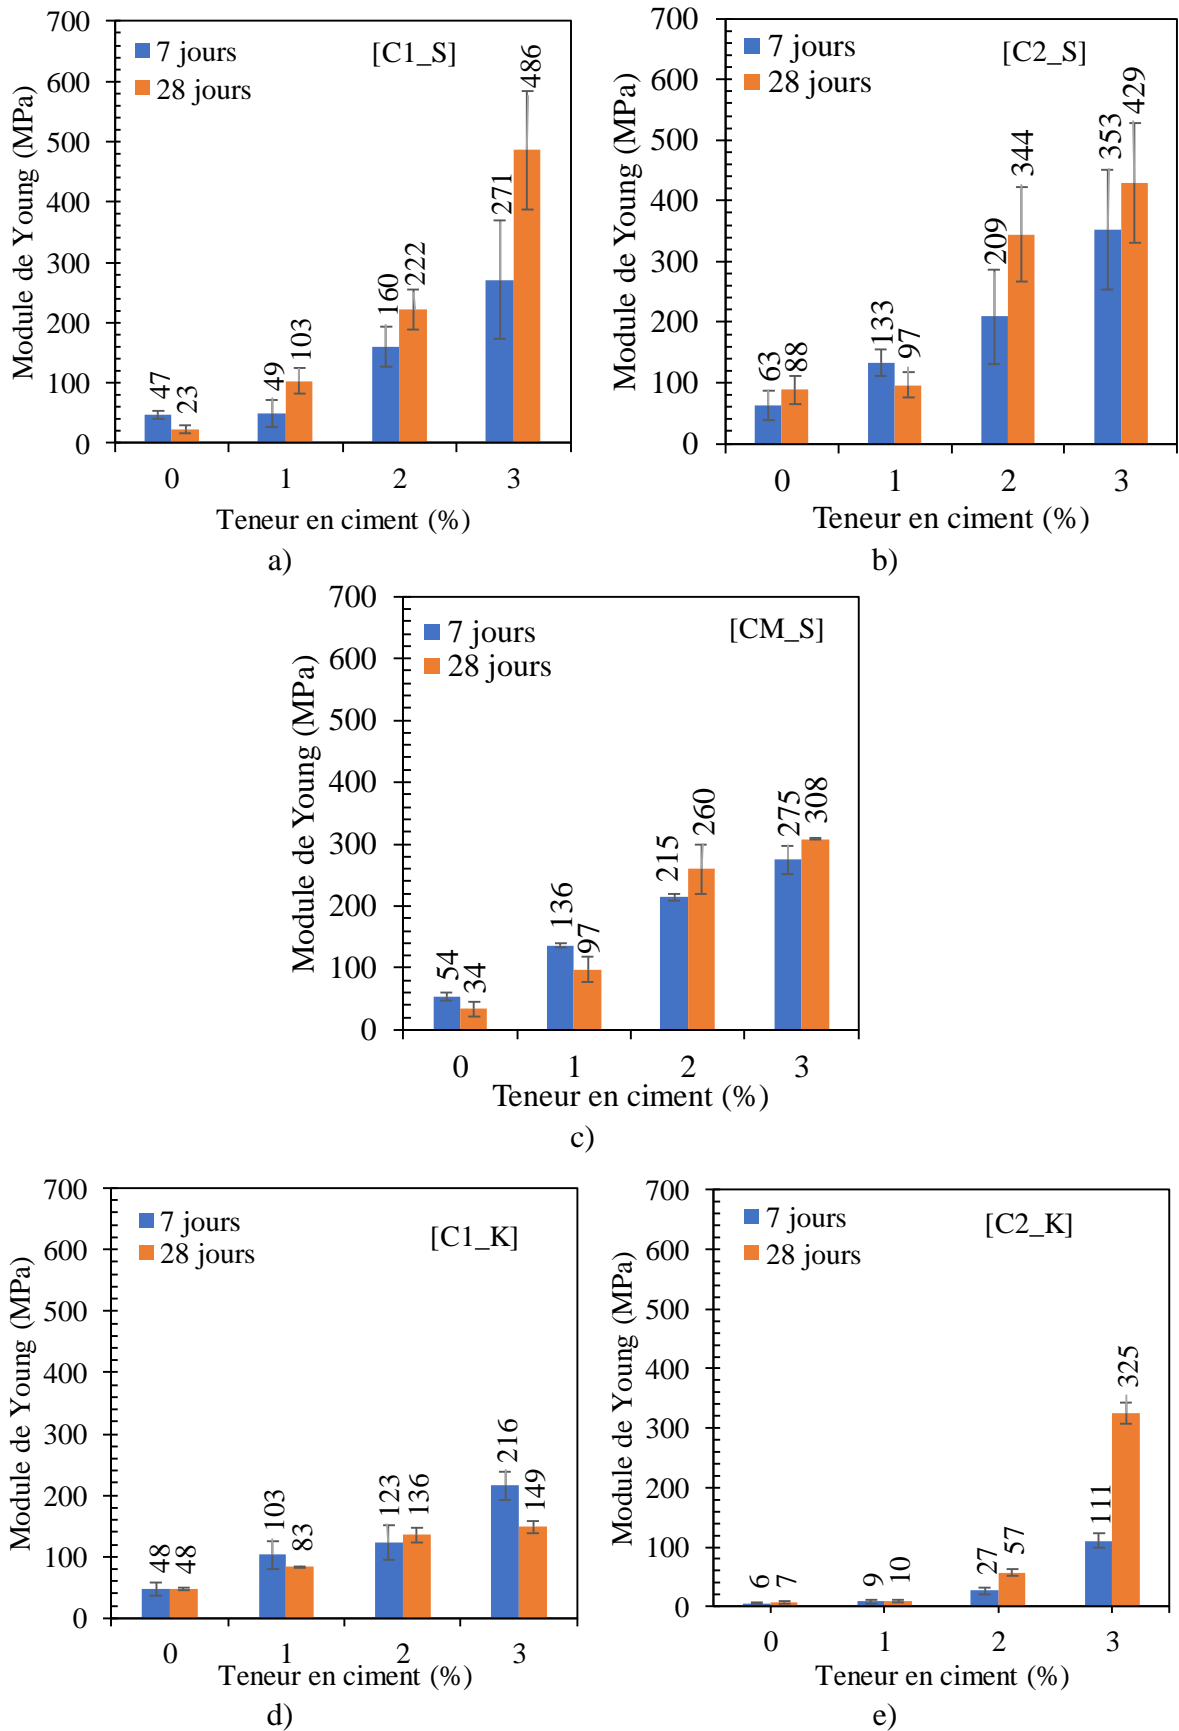 Module de Young (MPa)
700
600
500
400
300
200
100
0
7 jours
28 jours
[C1_S]
47
23
49
103
160
222
271
486
0 1 2 3
Teneur en ciment (%)
a)
Module de Young (MPa)
700
600
500
400
300
200
100
0
7 jours
28 jours
[C2_S]
63
88
133
97
209
344
353
429
0 1 2 3
Teneur en ciment (%)
b)
Module de Young (MPa)
700
600
500
400
300
200
100
0
7 jours
28 jours
[CM_S]
54
34
136
97
215
260
275
308
0 1 2 3
Teneur en ciment (%)
c)
Module de Young (MPa)
700
600
500
400
300
200
100
0
7 jours
28 jours
[C1_K]
48
48
103
83
123
136
216
149
0 1 2 3
Teneur en ciment (%)
d)
Module de Young (MPa)
700
600
500
400
300
200
100
0
7 jours
28 jours
[C2_K]
6
7
9
10
27
57
111
325
0 1 2 3
Teneur en ciment (%)
e)